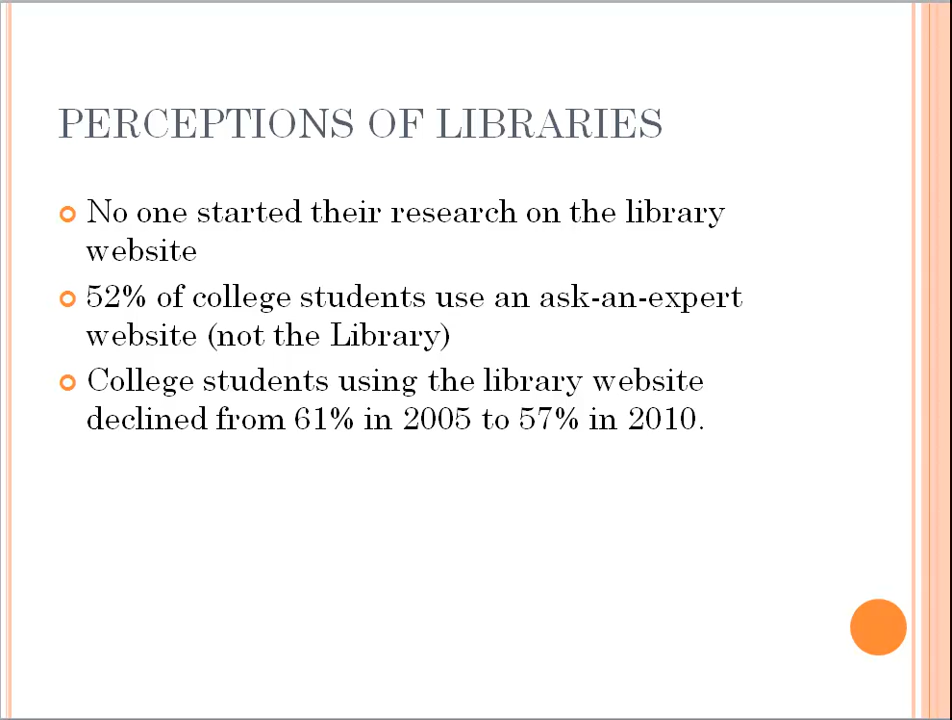 PERCEPTIONS OF LIBRARIES
No one started their research on the library
website
52% of college students use an ask-an-expert
website (not the Library)
College students using the library website
declined from 61% in 2005 to 57% in 2010.